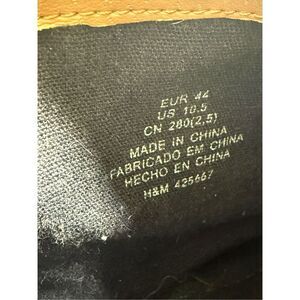 EUR 44
US 10.5
CN 280(2,5)
MADE IN CHINA
FABRICADO EM CHINA
HECHO EN CHINA
H&M 425667